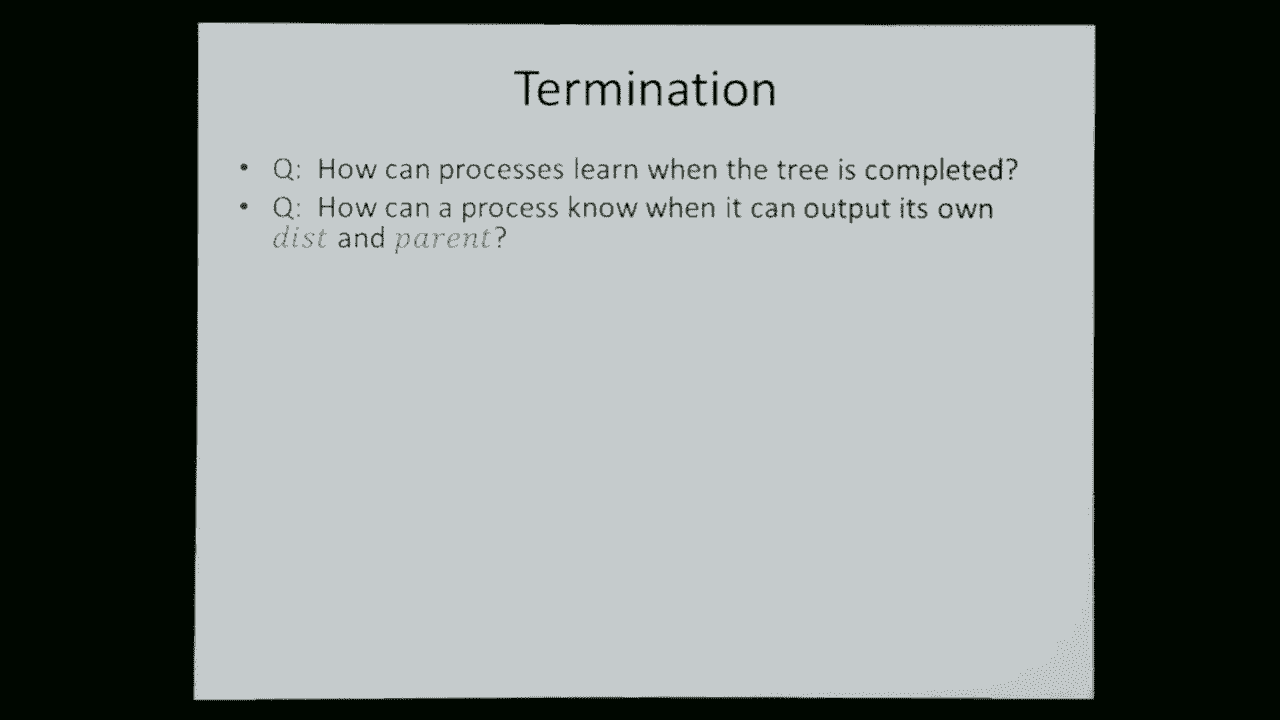 Termination
• Q: How can processes learn when the tree is completed?
• Q: How can a process know when it can output its own
dist and parent?